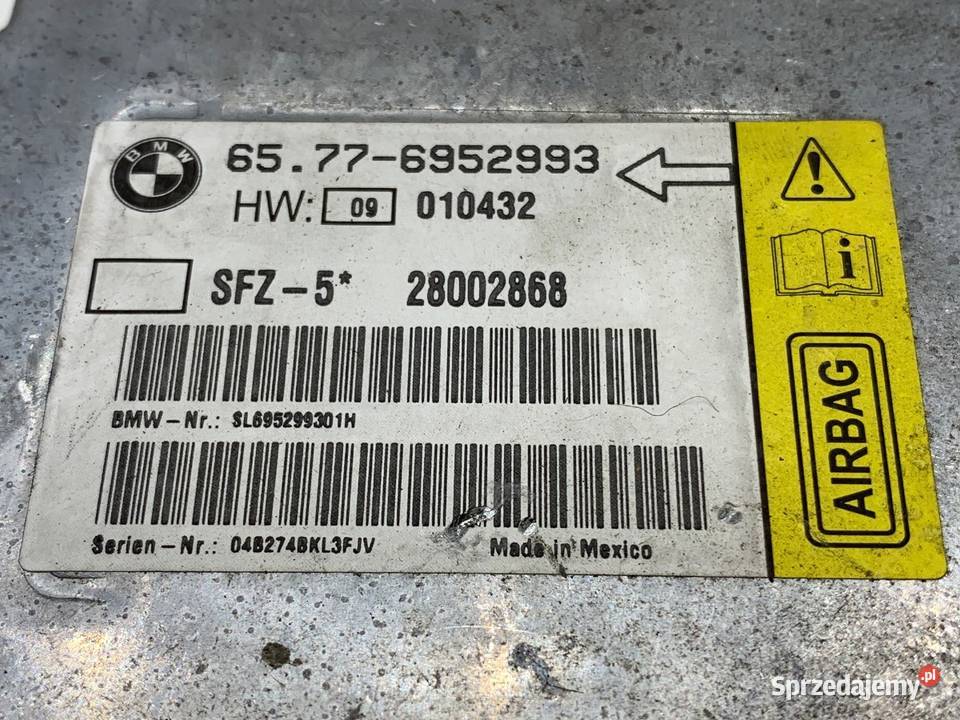 BMW
65.77-6952993
HW: 09 010432
SFZ-5* 28002868
BMW-Nr.: SL695299301H
Serien-Nr.: 04B274BKL3FJV
Made in Mexico
!
i
AIRBAG
Sprzedajemy.pl